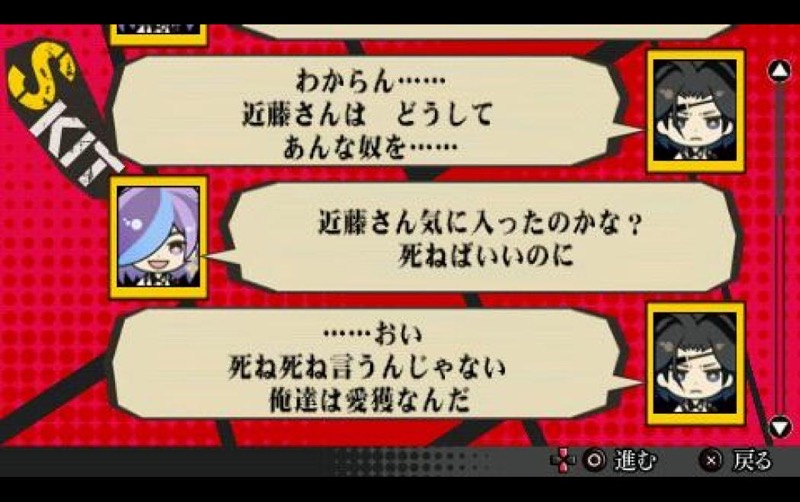 SKIT
わからん……
近藤さんは　どうして
あんな奴を……
近藤さん気に入ったのかな？
死ねばいいのに
……おい
死ね死ね言うんじゃない
俺達は愛獲なんだ
進む 戻る